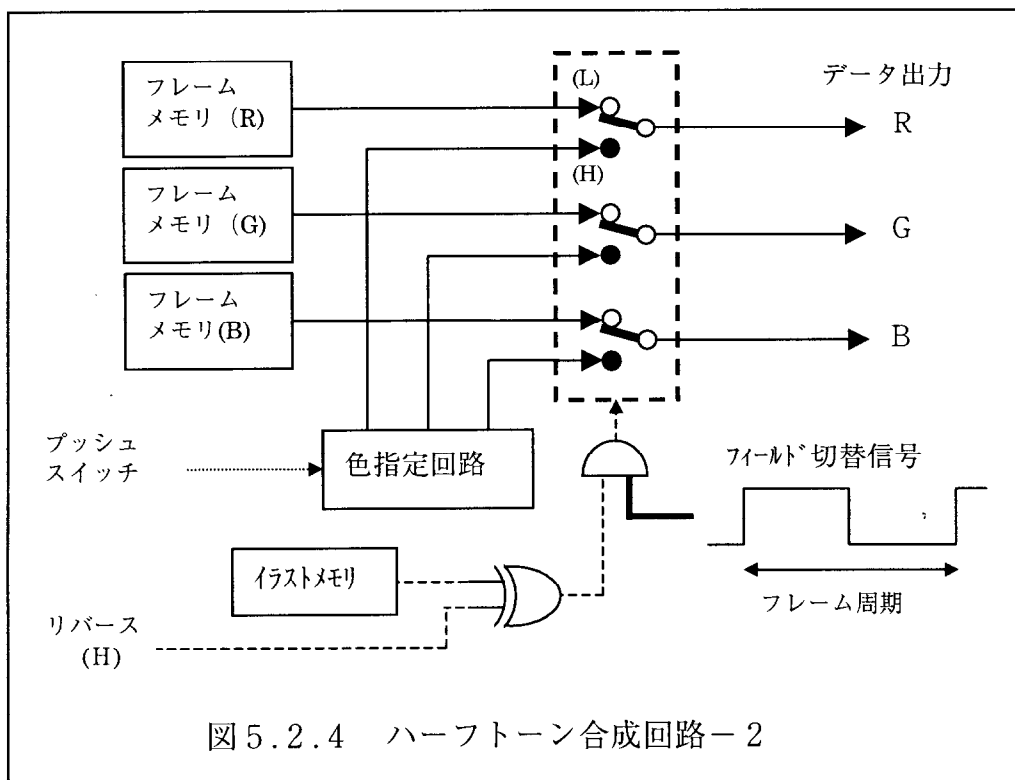 フレーム
メモリ（R)
フレーム
メモリ（G)
フレーム
メモリ(B)
(L)
(H)
データ出力
R
G
B
プッシュ
スイッチ
色指定回路
フィールド切替信号
フレーム周期
イラストメモリ
リバース
(H)
図5.2.4　ハーフトーン合成回路－2